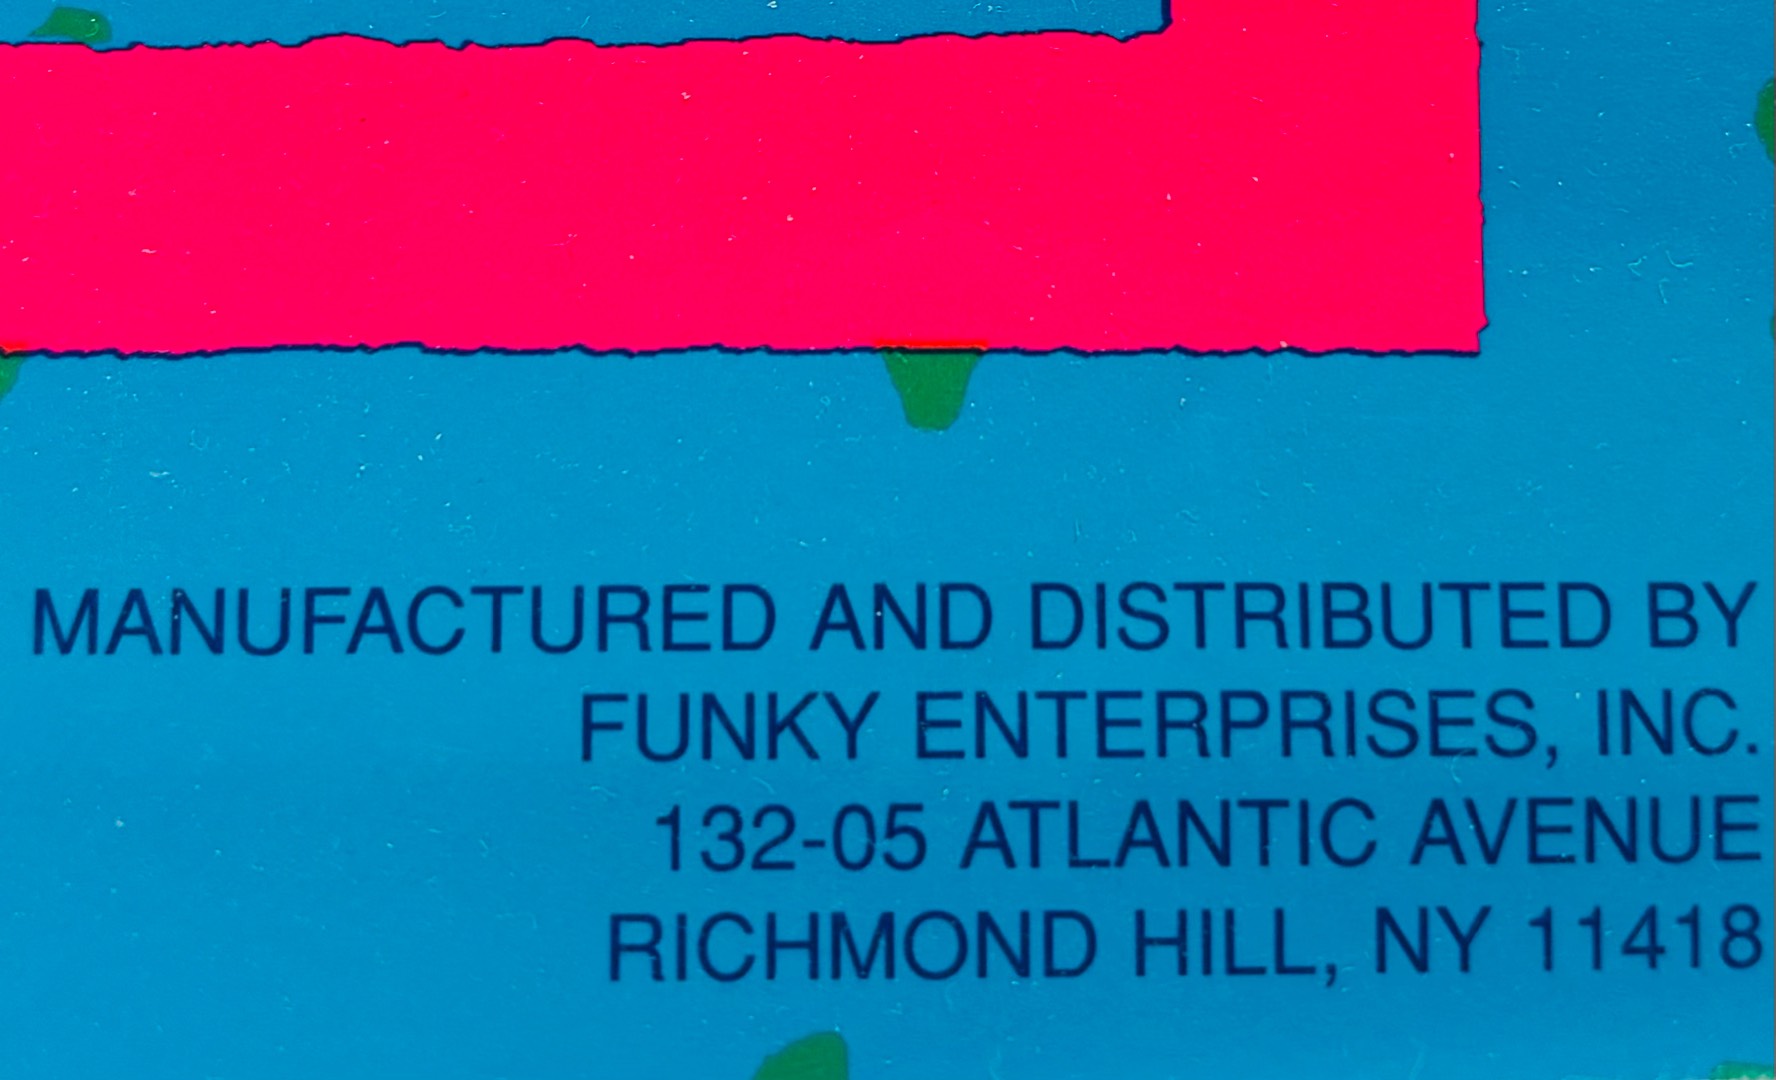 MANUFACTURED AND DISTRIBUTED BY
FUNKY ENTERPRISES, INC.
132-05 ATLANTIC AVENUE
RICHMOND HILL, NY 11418